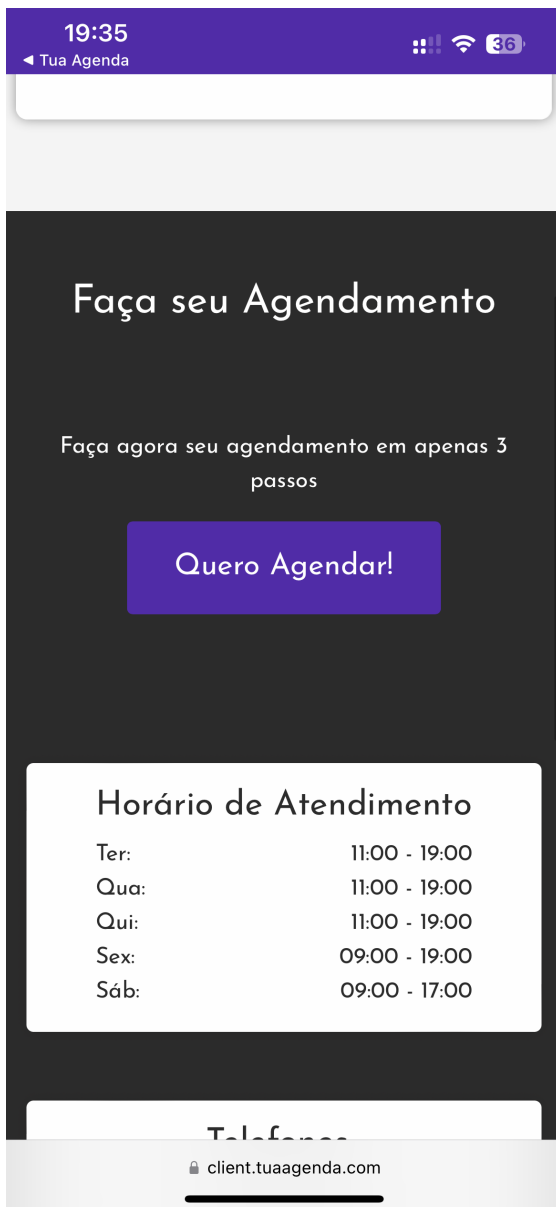 19:35
36
◀ Tua Agenda
Faça seu Agendamento
Faça agora seu agendamento em apenas 3
passos
Quero Agendar!
Horário de Atendimento
Ter: 11:00 - 19:00
Qua: 11:00 - 19:00
Qui: 11:00 - 19:00
Sex: 09:00 - 19:00
Sáb: 09:00 - 17:00
Telefones
client.tuaagenda.com